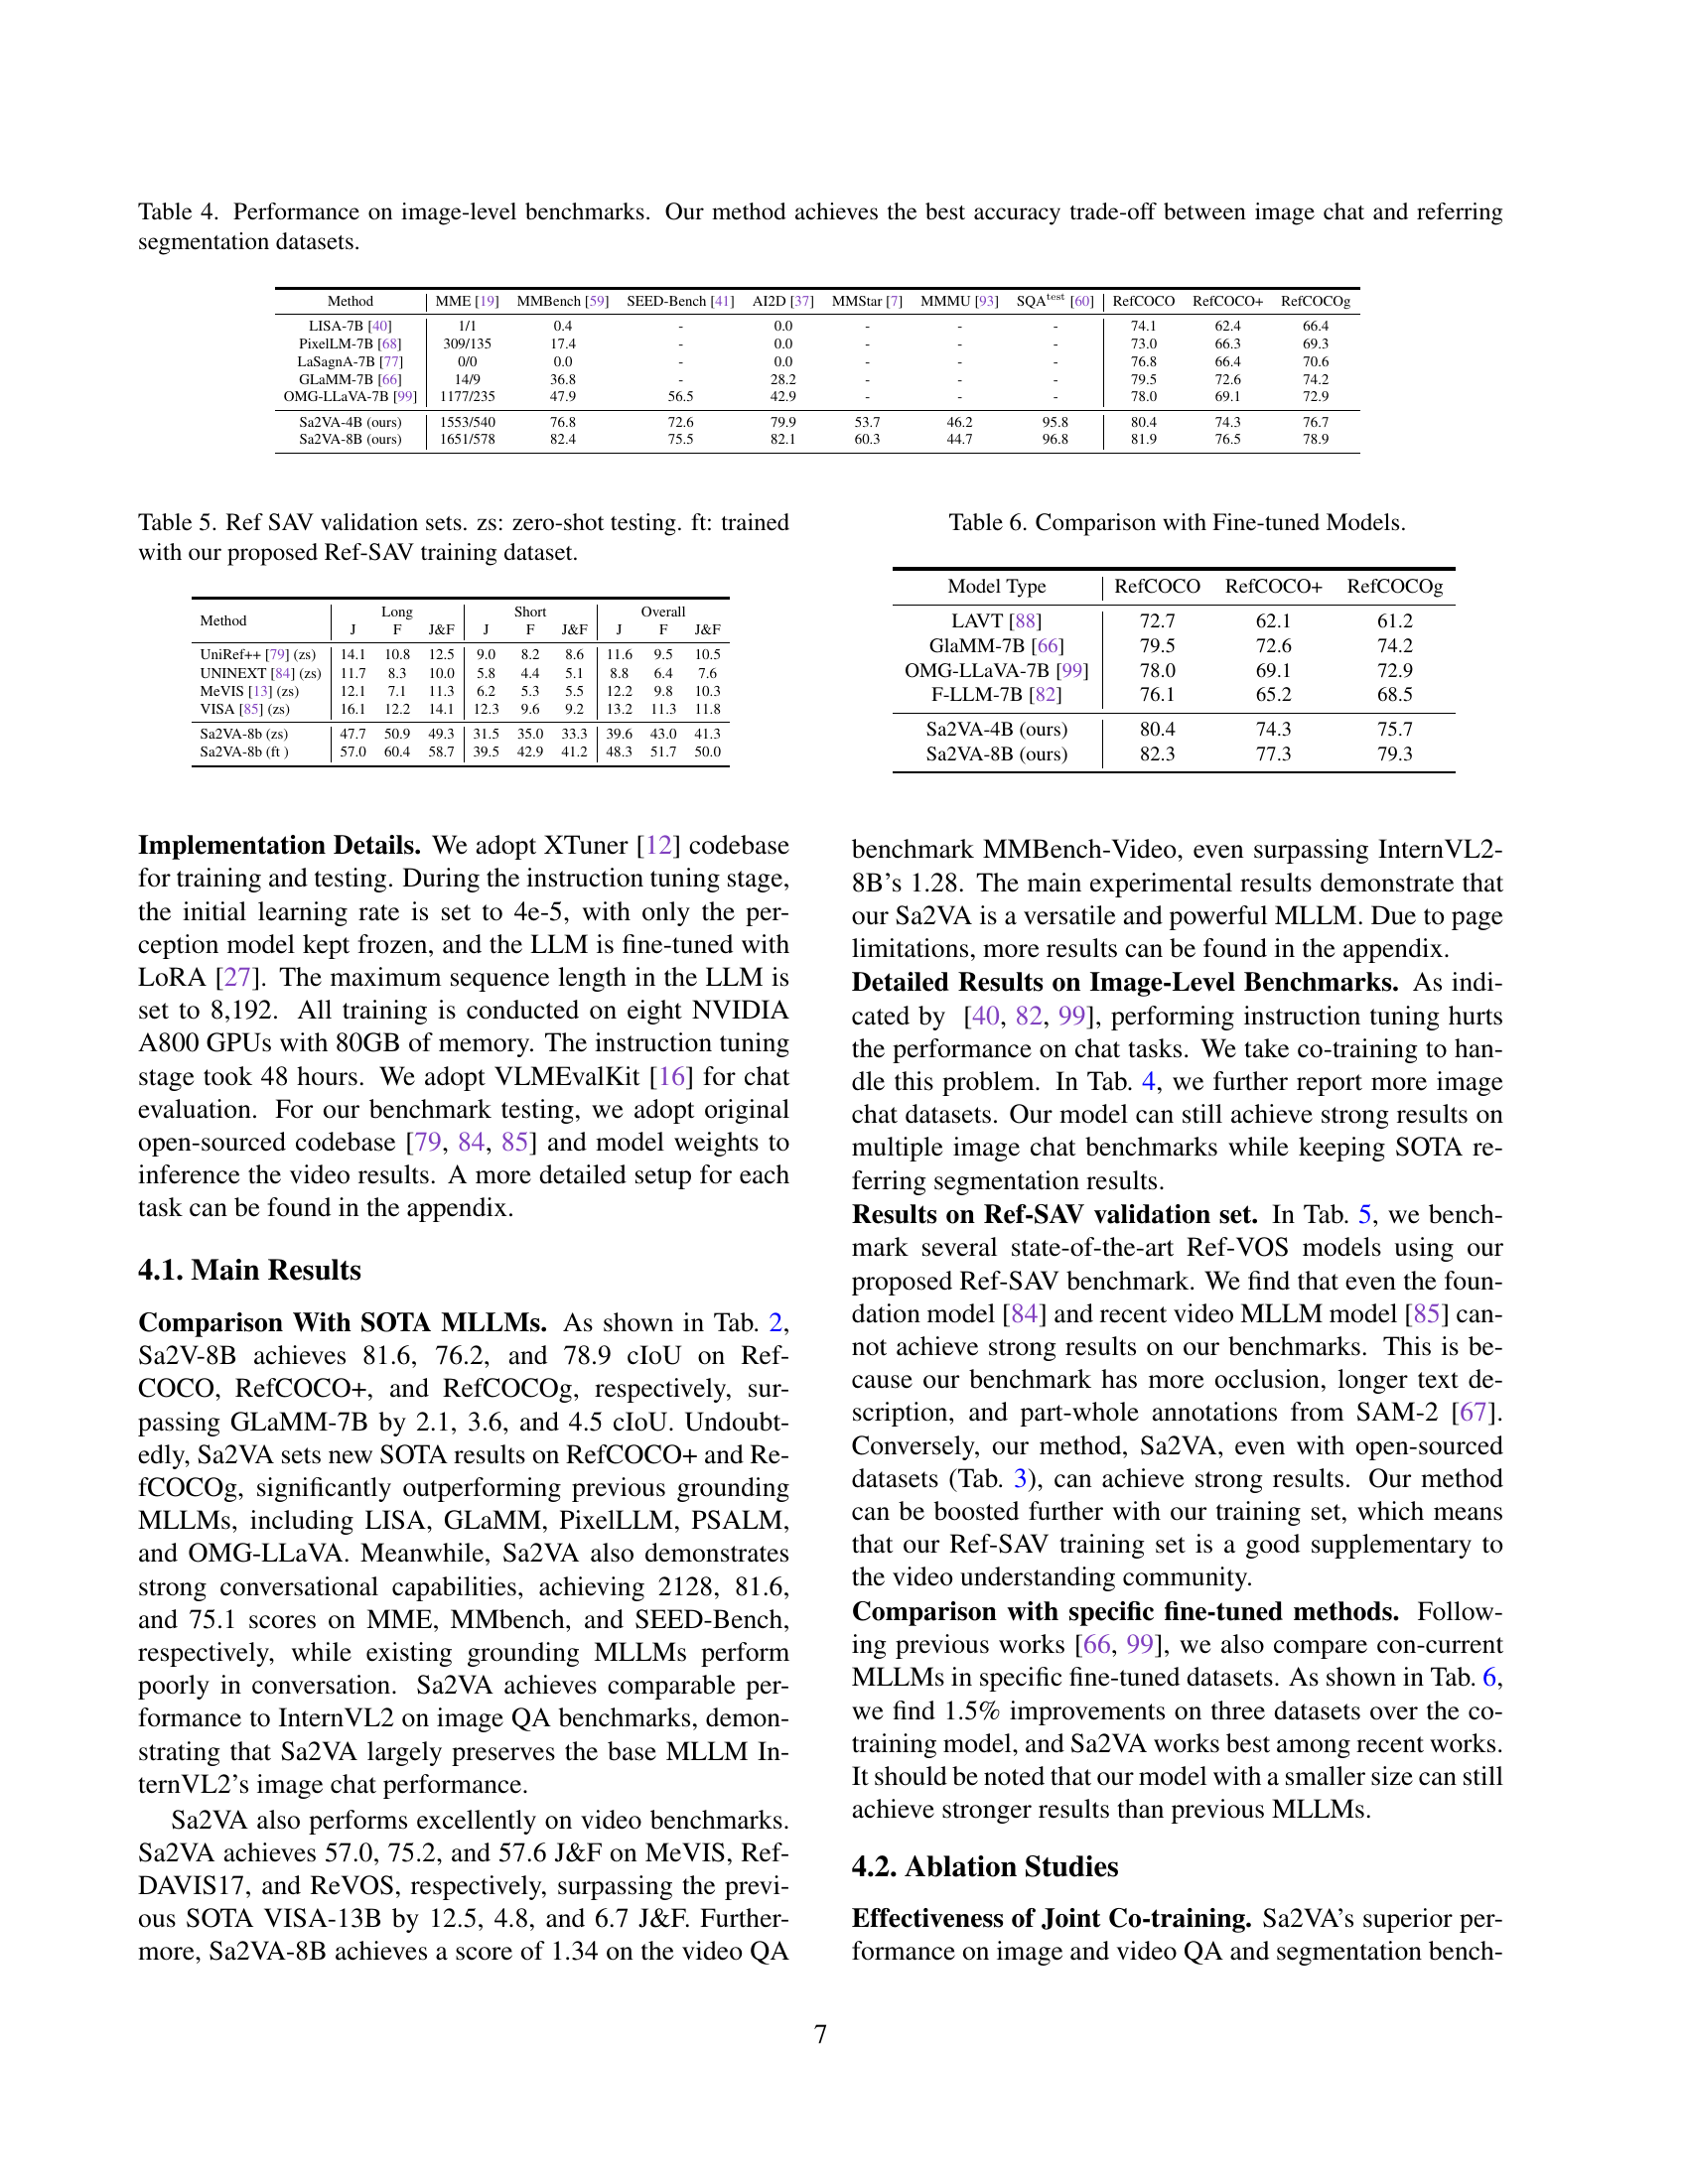 Table 4. Performance on image-level benchmarks. Our method achieves the best accuracy trade-off between image chat and referring
segmentation datasets.
Method MME [19] MMBench [59] SEED-Bench [41] AI2D [37] MMStar [7] MMMU [93] SQAtest [60] RefCOCO RefCOCO+ RefCOCOg
LISA-7B [40] 1/1 0.4 - 0.0 - - - 74.1 62.4 66.4
PixelLM-7B [68] 309/135 17.4 - 0.0 - - - 73.0 66.3 69.3
LaSagnA-7B [77] 0/0 0.0 - 0.0 - - - 76.8 66.4 70.6
GLaMM-7B [66] 14/9 36.8 - 28.2 - - - 79.5 72.6 74.2
OMG-LLaVA-7B [99] 1177/235 47.9 56.5 42.9 - - - 78.0 69.1 72.9
Sa2VA-4B (ours) 1553/540 76.8 72.6 79.9 53.7 46.2 95.8 80.4 74.3 76.7
Sa2VA-8B (ours) 1651/578 82.4 75.5 82.1 60.3 44.7 96.8 81.9 76.5 78.9
Table 5. Ref SAV validation sets. zs: zero-shot testing. ft: trained
with our proposed Ref-SAV training dataset.
Method Long Short Overall
J F J&F J F J&F J F J&F
UniRef++ [79] (zs) 14.1 10.8 12.5 9.0 8.2 8.6 11.6 9.5 10.5
UNINEXT [84] (zs) 11.7 8.3 10.0 5.8 4.4 5.1 8.8 6.4 7.6
MeVIS [13] (zs) 12.1 7.1 11.3 6.2 5.3 5.5 12.2 9.8 10.3
VISA [85] (zs) 16.1 12.2 14.1 12.3 9.6 9.2 13.2 11.3 11.8
Sa2VA-8b (zs) 47.7 50.9 49.3 31.5 35.0 33.3 39.6 43.0 41.3
Sa2VA-8b (ft ) 57.0 60.4 58.7 39.5 42.9 41.2 48.3 51.7 50.0
Table 6. Comparison with Fine-tuned Models.
Model Type RefCOCO RefCOCO+ RefCOCOg
LAVT [88] 72.7 62.1 61.2
GlaMM-7B [66] 79.5 72.6 74.2
OMG-LLaVA-7B [99] 78.0 69.1 72.9
F-LLM-7B [82] 76.1 65.2 68.5
Sa2VA-4B (ours) 80.4 74.3 75.7
Sa2VA-8B (ours) 82.3 77.3 79.3
Implementation Details. We adopt XTuner [12] codebase
for training and testing. During the instruction tuning stage,
the initial learning rate is set to 4e-5, with only the per-
ception model kept frozen, and the LLM is fine-tuned with
LoRA [27]. The maximum sequence length in the LLM is
set to 8,192. All training is conducted on eight NVIDIA
A800 GPUs with 80GB of memory. The instruction tuning
stage took 48 hours. We adopt VLMEvalKit [16] for chat
evaluation. For our benchmark testing, we adopt original
open-sourced codebase [79, 84, 85] and model weights to
inference the video results. A more detailed setup for each
task can be found in the appendix.
4.1. Main Results
Comparison With SOTA MLLMs. As shown in Tab. 2,
Sa2V-8B achieves 81.6, 76.2, and 78.9 cIoU on Ref-
COCO, RefCOCO+, and RefCOCOg, respectively, sur-
passing GLaMM-7B by 2.1, 3.6, and 4.5 cIoU. Undoubt-
edly, Sa2VA sets new SOTA results on RefCOCO+ and Re-
fCOCOg, significantly outperforming previous grounding
MLLMs, including LISA, GLaMM, PixelLLM, PSALM,
and OMG-LLaVA. Meanwhile, Sa2VA also demonstrates
strong conversational capabilities, achieving 2128, 81.6,
and 75.1 scores on MME, MMbench, and SEED-Bench,
respectively, while existing grounding MLLMs perform
poorly in conversation. Sa2VA achieves comparable per-
formance to InternVL2 on image QA benchmarks, demon-
strating that Sa2VA largely preserves the base MLLM In-
ternVL2's image chat performance.
Sa2VA also performs excellently on video benchmarks.
Sa2VA achieves 57.0, 75.2, and 57.6 J&F on MeVIS, Ref-
DAVIS17, and ReVOS, respectively, surpassing the previ-
ous SOTA VISA-13B by 12.5, 4.8, and 6.7 J&F. Further-
more, Sa2VA-8B achieves a score of 1.34 on the video QA
benchmark MMBench-Video, even surpassing InternVL2-
8B's 1.28. The main experimental results demonstrate that
our Sa2VA is a versatile and powerful MLLM. Due to page
limitations, more results can be found in the appendix.
Detailed Results on Image-Level Benchmarks. As indi-
cated by [40, 82, 99], performing instruction tuning hurts
the performance on chat tasks. We take co-training to han-
dle this problem. In Tab. 4, we further report more image
chat datasets. Our model can still achieve strong results on
multiple image chat benchmarks while keeping SOTA re-
ferring segmentation results.
Results on Ref-SAV validation set. In Tab. 5, we bench-
mark several state-of-the-art Ref-VOS models using our
proposed Ref-SAV benchmark. We find that even the foun-
dation model [84] and recent video MLLM model [85] can-
not achieve strong results on our benchmarks. This is be-
cause our benchmark has more occlusion, longer text de-
scription, and part-whole annotations from SAM-2 [67].
Conversely, our method, Sa2VA, even with open-sourced
datasets (Tab. 3), can achieve strong results. Our method
can be boosted further with our training set, which means
that our Ref-SAV training set is a good supplementary to
the video understanding community.
Comparison with specific fine-tuned methods. Follow-
ing previous works [66, 99], we also compare con-current
MLLMs in specific fine-tuned datasets. As shown in Tab. 6,
we find 1.5% improvements on three datasets over the co-
training model, and Sa2VA works best among recent works.
It should be noted that our model with a smaller size can still
achieve stronger results than previous MLLMs.
4.2. Ablation Studies
Effectiveness of Joint Co-training. Sa2VA's superior per-
formance on image and video QA and segmentation bench-
7